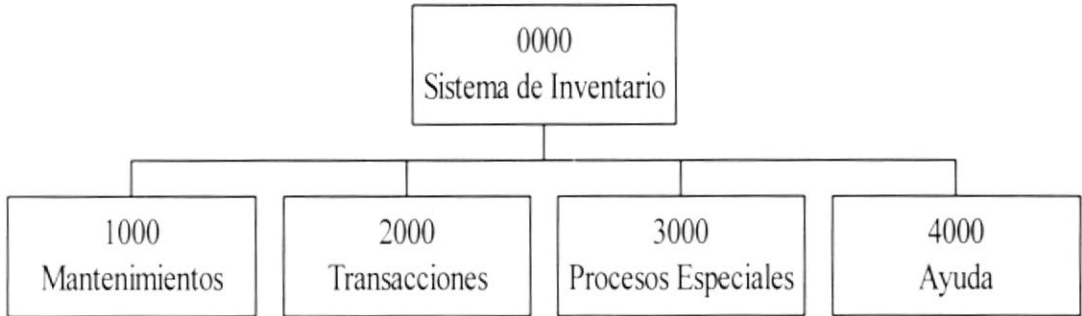 0000
Sistema de Inventario
1000
Mantenimientos
2000
Transacciones
3000
Procesos Especiales
4000
Ayuda